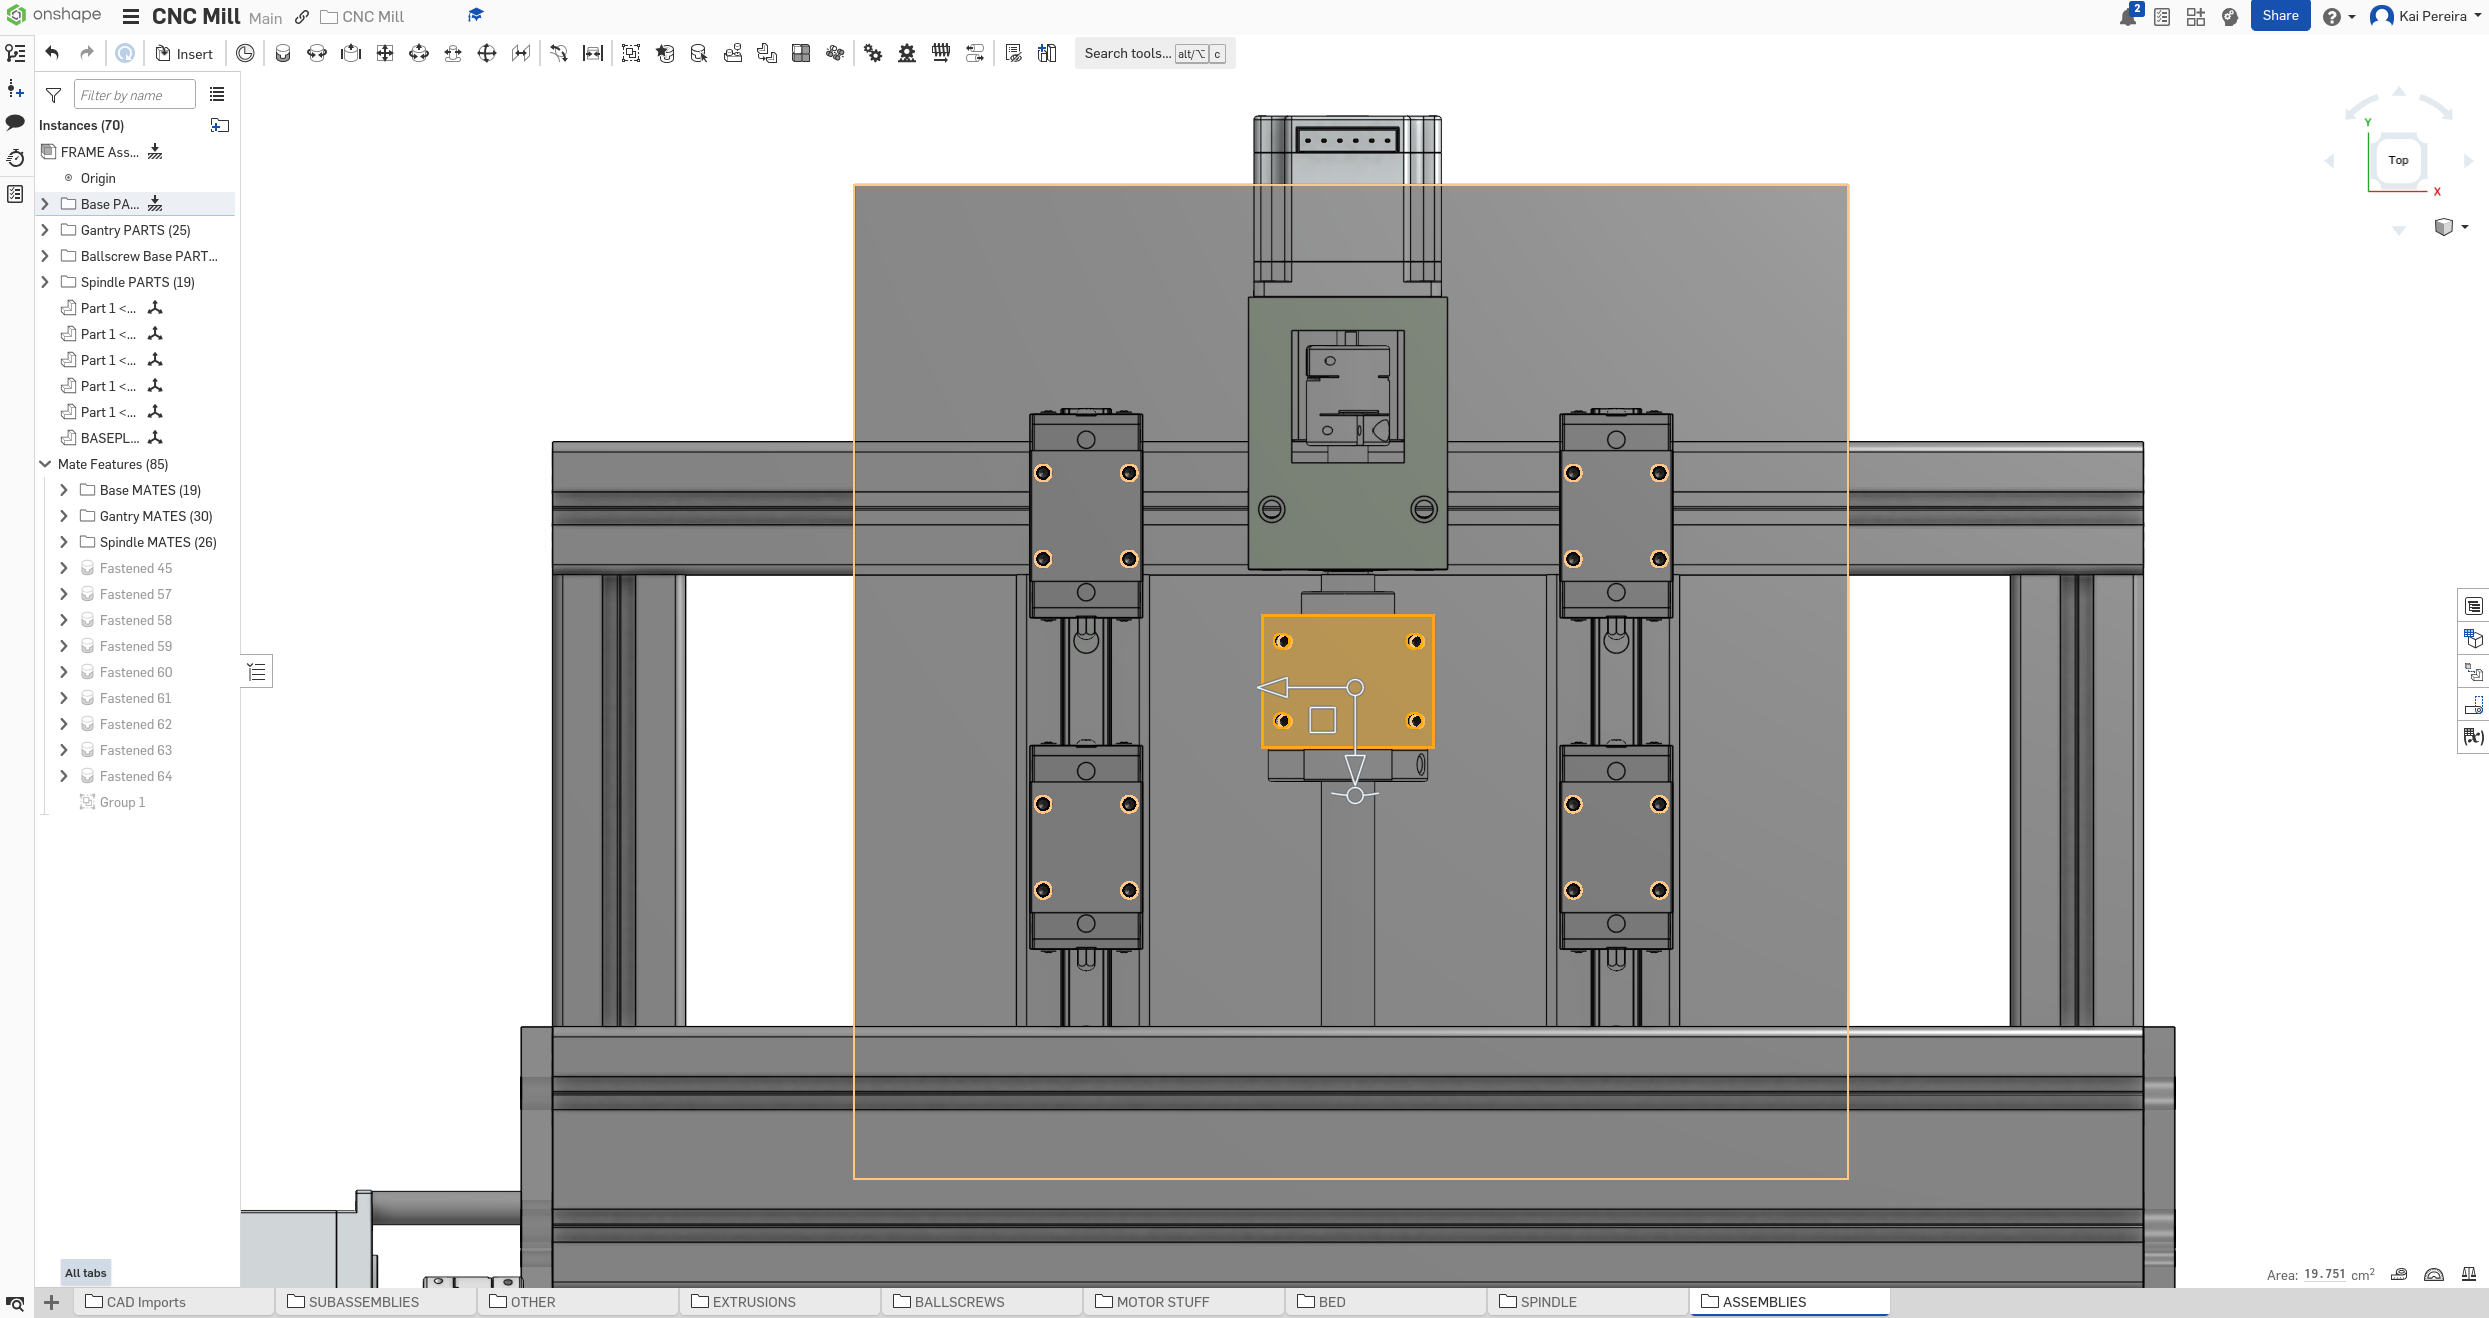 onshape
CNC Mill Main CNC Mill
2
Share
Kai Pereira
Insert
Search tools... alt/⌥ c
Filter by name
Instances (70)
FRAME Ass...
Origin
Base PA...
Gantry PARTS (25)
Ballscrew Base PART...
Spindle PARTS (19)
Part 1 <...
Part 1 <...
Part 1 <...
Part 1 <...
Part 1 <...
BASEPL...
Mate Features (85)
Base MATES (19)
Gantry MATES (30)
Spindle MATES (26)
Fastened 45
Fastened 57
Fastened 58
Fastened 59
Fastened 60
Fastened 61
Fastened 62
Fastened 63
Fastened 64
Group 1
Y
Top
X
(x)
All tabs
Area: 19.751 cm²
CAD Imports
SUBASSEMBLIES
OTHER
EXTRUSIONS
BALLSCREWS
MOTOR STUFF
BED
SPINDLE
ASSEMBLIES